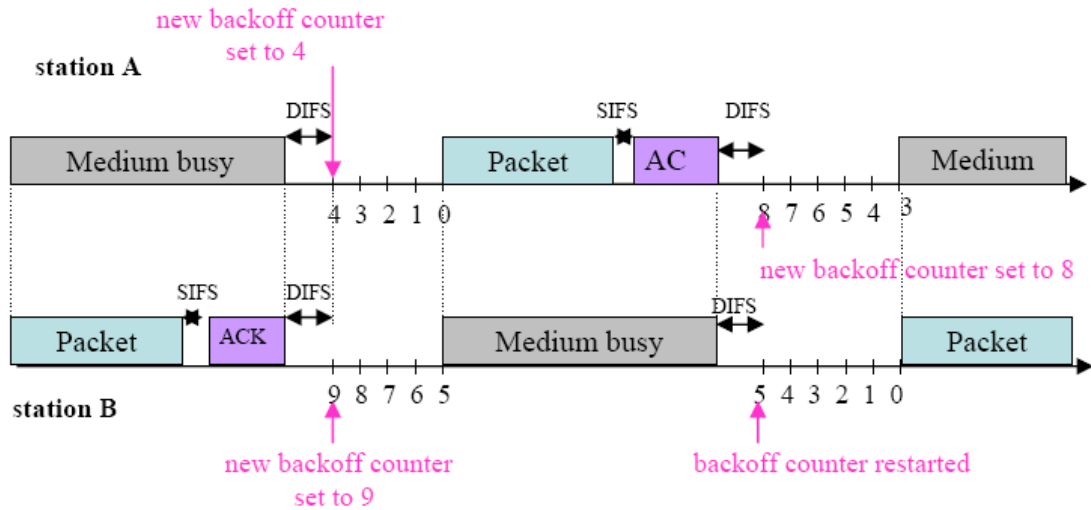 new backoff counter
set to 4
station A
DIFS SIFS DIFS
Medium busy Packet AC Medium
4 3 2 1 0 8 7 6 5 4 3
new backoff counter set to 8
SIFS DIFS DIFS
Packet ACK Medium busy Packet
9 8 7 6 5 5 4 3 2 1 0
station B
new backoff counter backoff counter restarted
set to 9